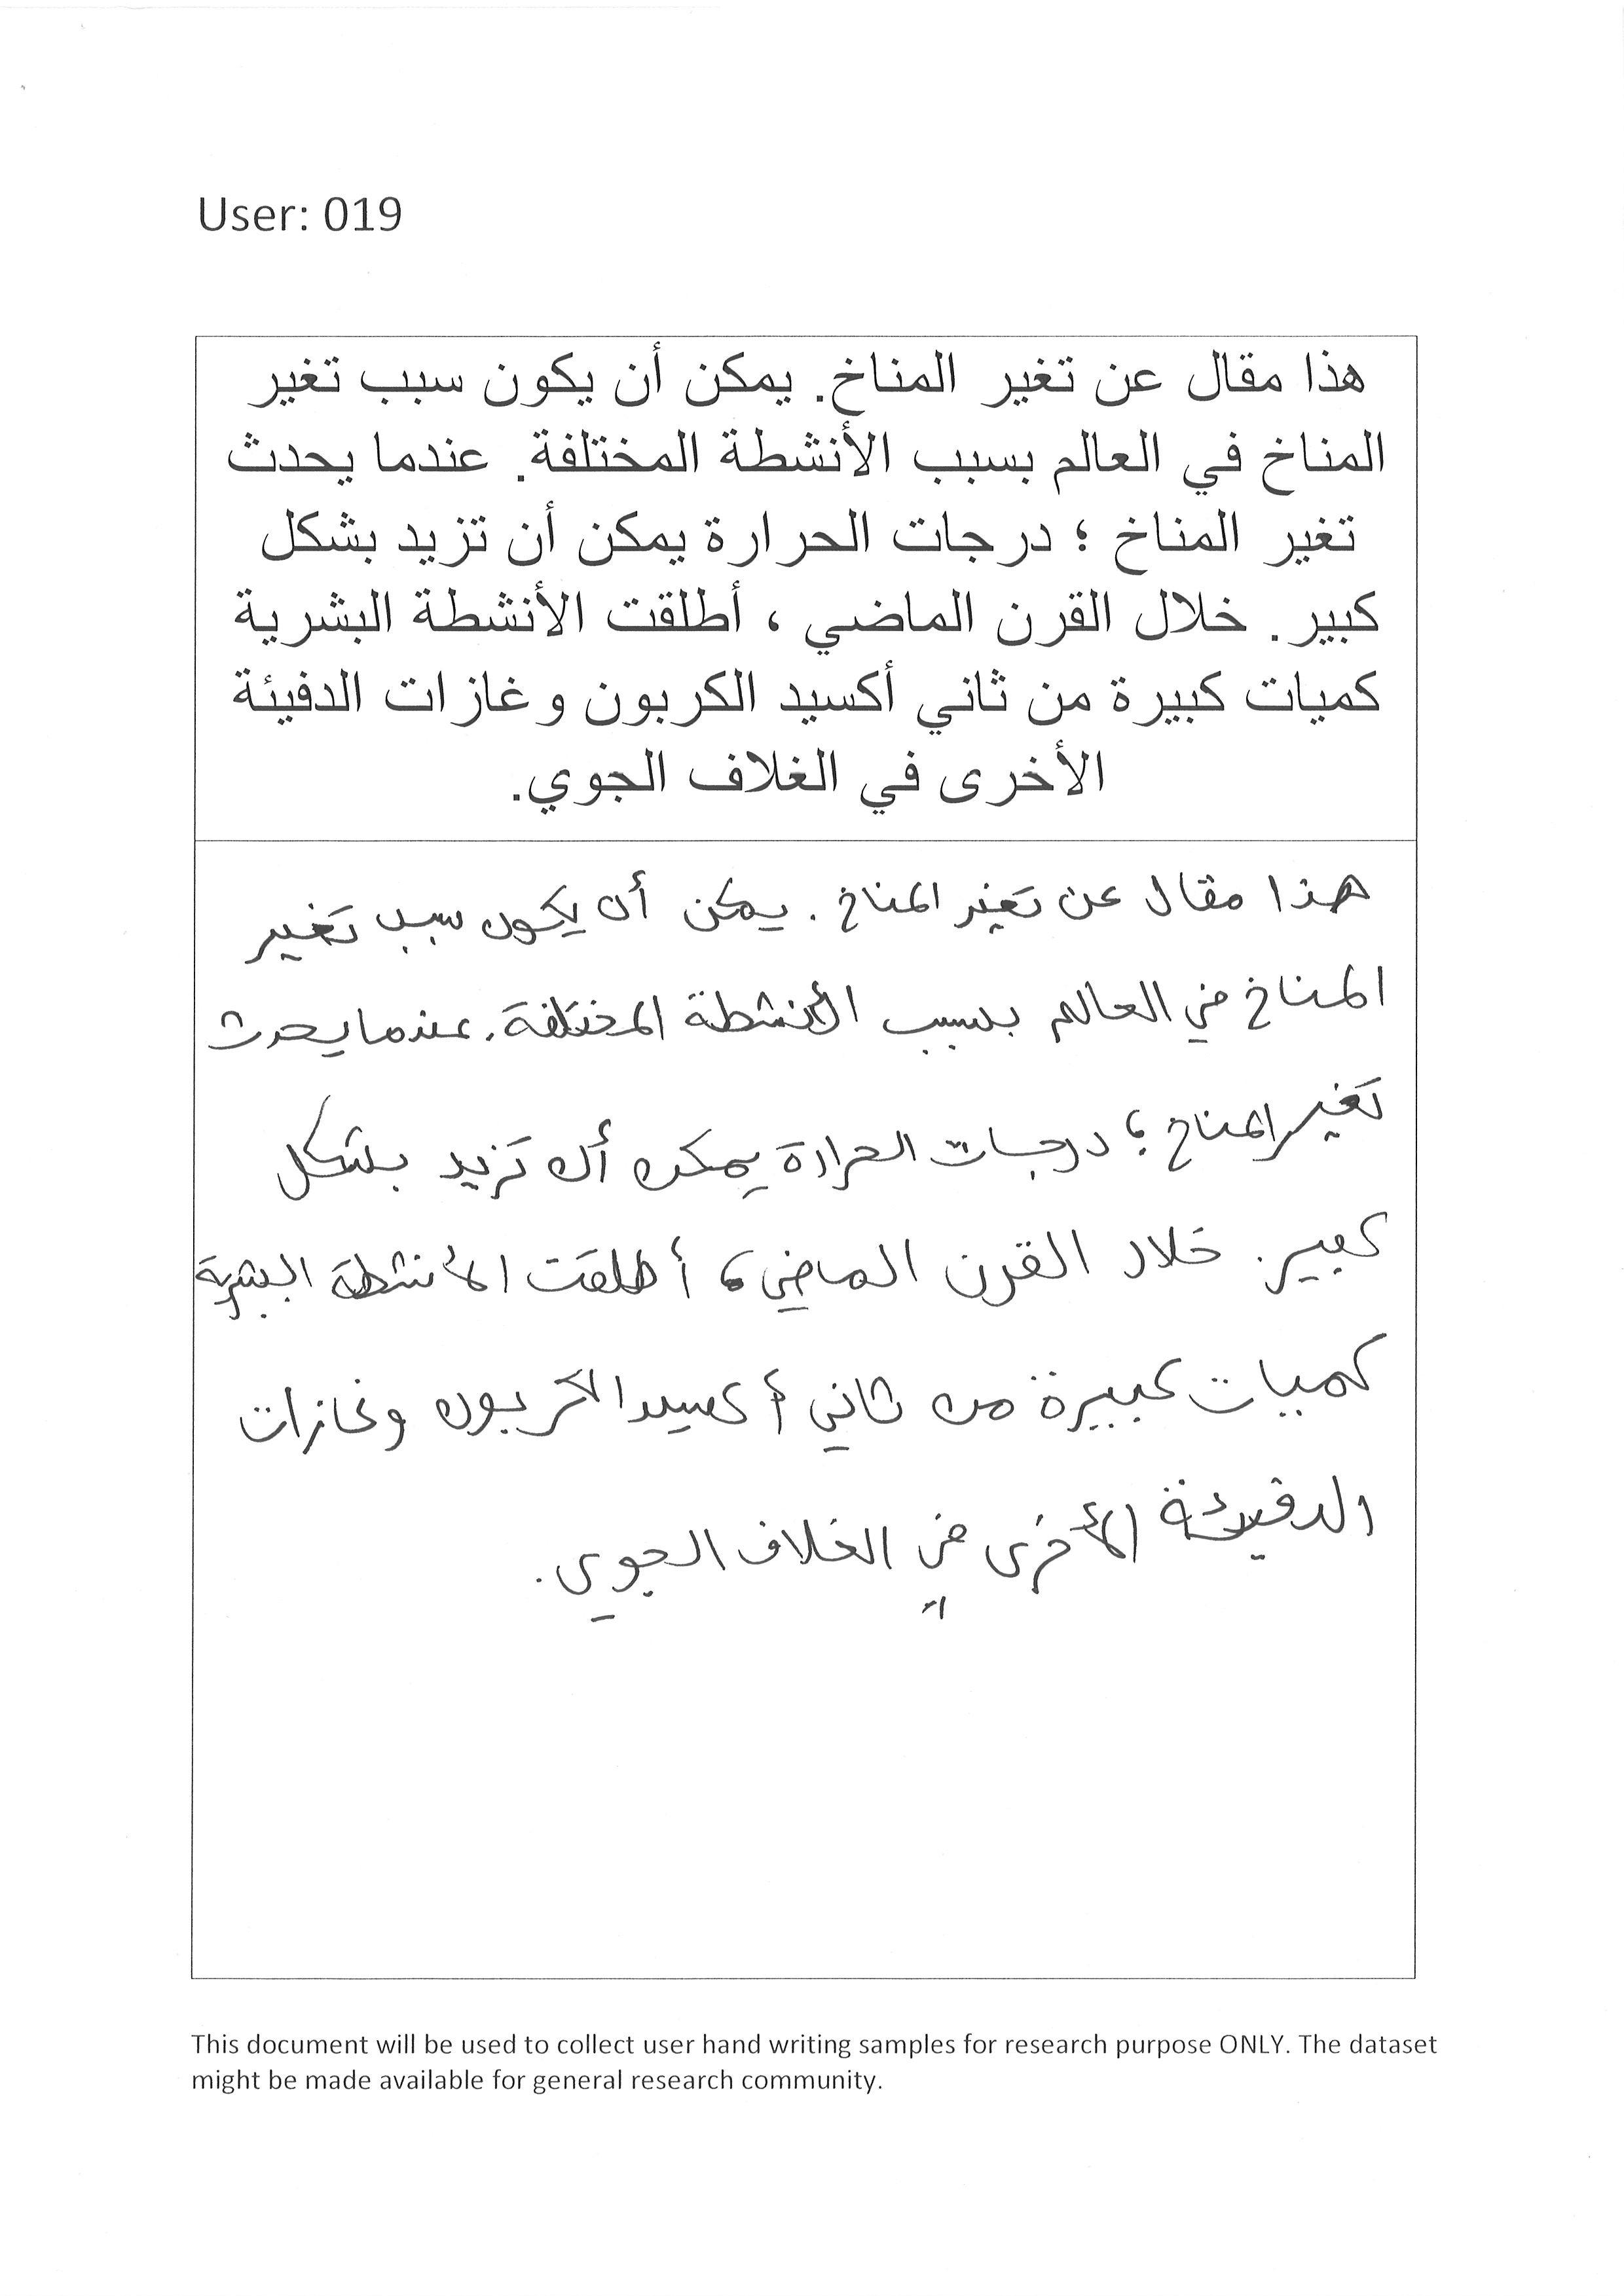 User: 019
هذا مقال عن تغير المناخ. يمكن أن يكون سبب تغير
المناخ في العالم بسبب الأنشطة المختلفة. عندما يحدث
تغير المناخ ؛ درجات الحرارة يمكن أن تزيد بشكل
كبير. خلال القرن الماضي ، أطلقت الأنشطة البشرية
كميات كبيرة من ثاني أكسيد الكربون وغازات الدفيئة
الأخرى في الغلاف الجوي.
هذا مقال عن تغير المناخ. يمكن أن يكون سبب تغير
المناخ في العالم بسبب الأنشطة المختلفة. عندما يحدث
تغير المناخ ؛ درجات الحرارة يمكن أن تزيد بشكل
كبير. خلال القرن الماضي ، أطلقت الأنشطة البشرية
كميات كبيرة من ثاني أكسيد الكربون وغازات
الدفيئة الأخرى في الغلاف الجوي.
This document will be used to collect user hand writing samples for research purpose ONLY. The dataset
might be made available for general research community.